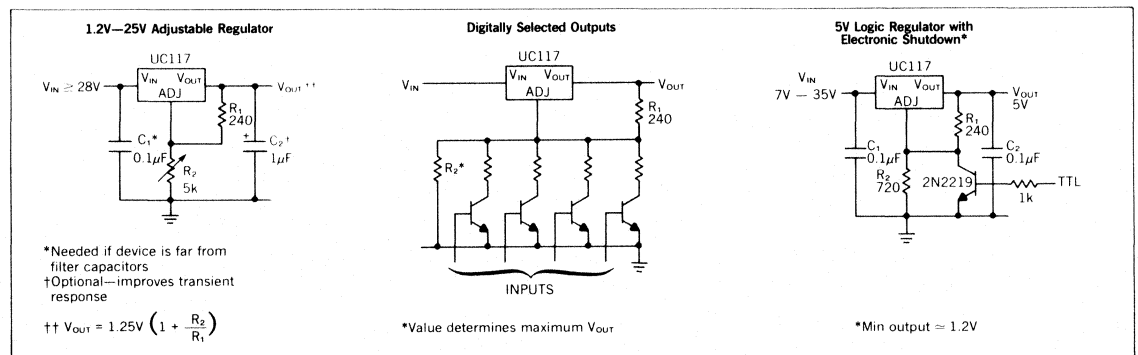 1.2V—25V Adjustable Regulator
UC117
V_IN ≥ 28V
V_IN V_OUT
ADJ
V_OUT ††
R₁
240
C₁*
0.1µF
R₂
5k
+
C₂†
1µF
*Needed if device is far from
filter capacitors
†Optional—improves transient
response
†† V_OUT = 1.25V (1 + R₂/R₁)
Digitally Selected Outputs
UC117
V_IN
V_IN V_OUT
ADJ
V_OUT
R₁
240
R₂*
INPUTS
*Value determines maximum V_OUT
5V Logic Regulator with
Electronic Shutdown*
UC117
V_IN
7V — 35V
V_IN V_OUT
ADJ
V_OUT
5V
R₁
240
C₁
0.1µF
R₂
720
C₂
0.1µF
2N2219
TTL
1k
*Min output ≃ 1.2V